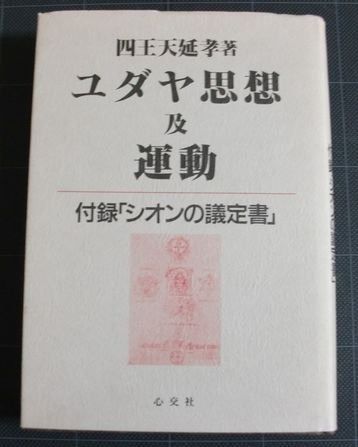 四王天延孝著
ユダヤ思想
及
運動
付録「シオンの議定書」
心交社